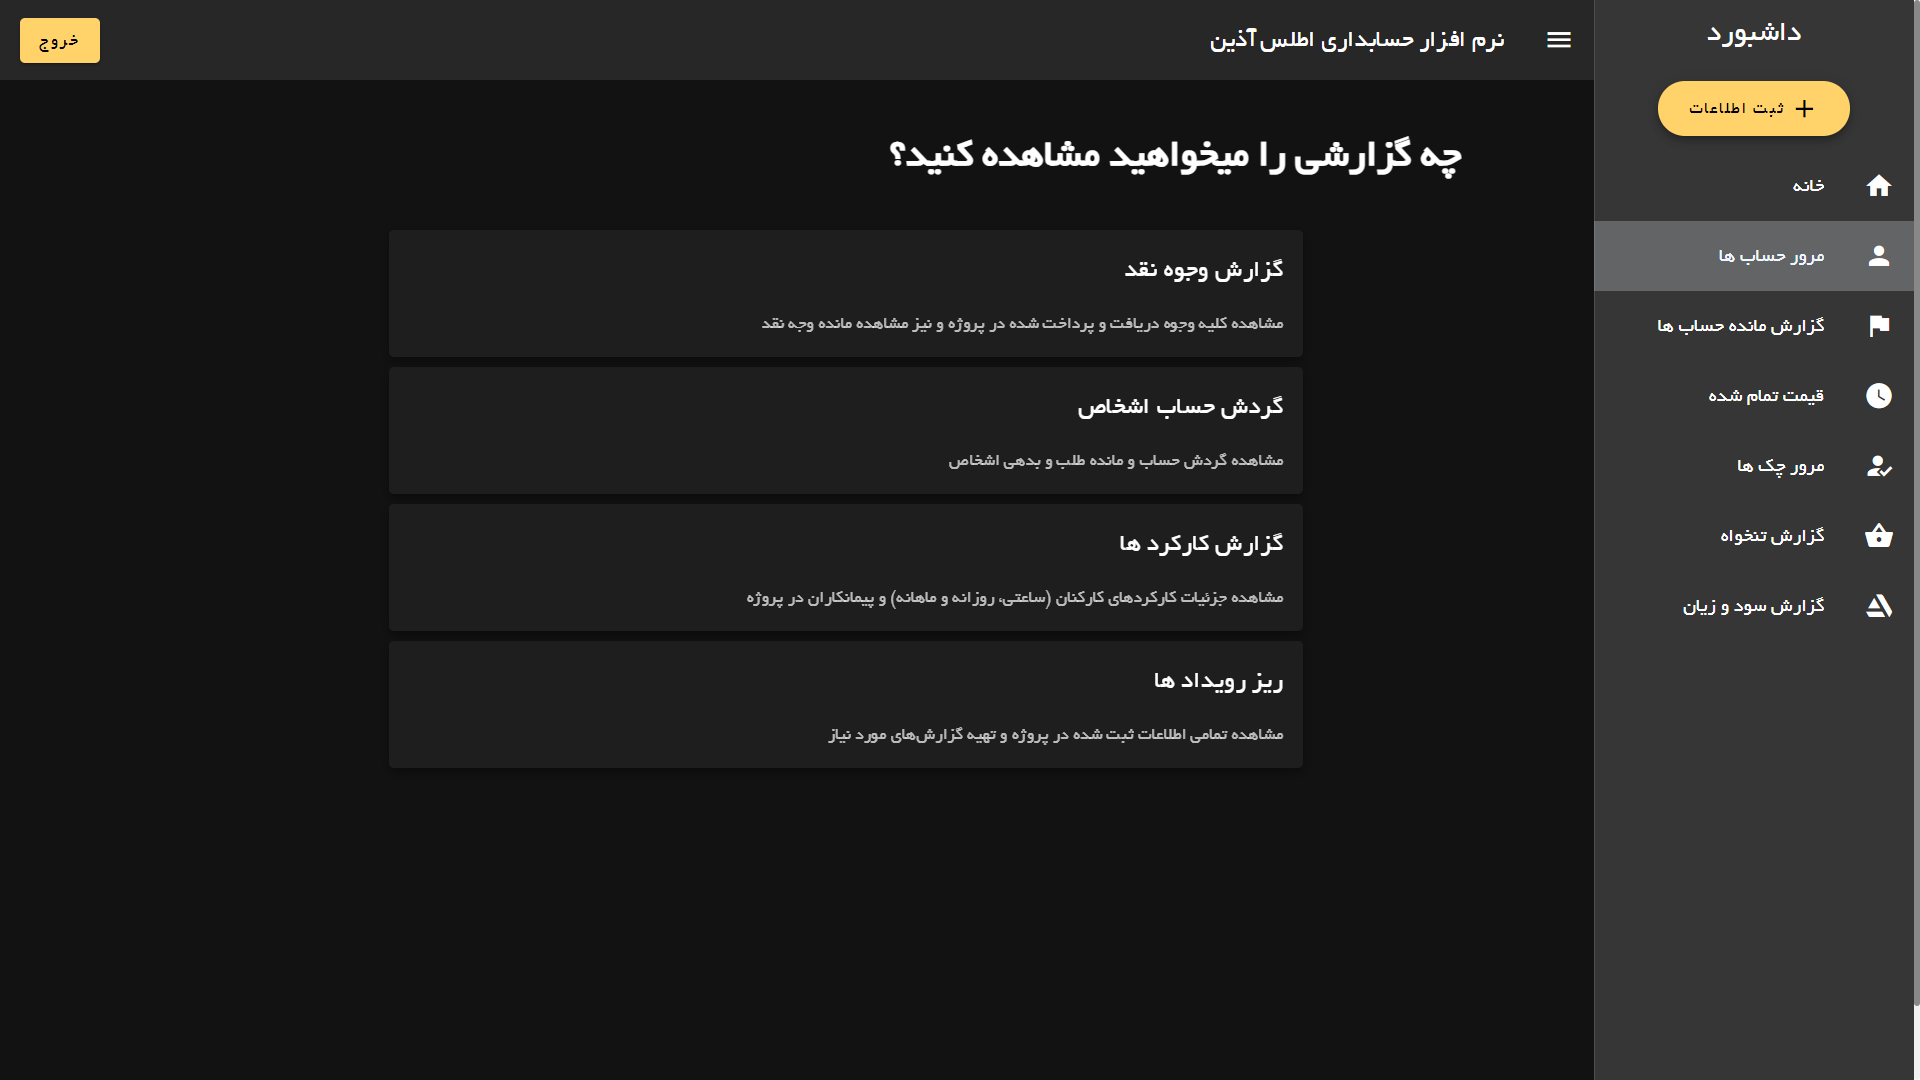 داشبورد
ثبت اطلاعات
خانه
مرور حساب ها
گزارش مانده حساب ها
قیمت تمام شده
مرور چک ها
گزارش تنخواه
گزارش سود و زیان
نرم افزار حسابداری اطلس آذین
خروج
چه گزارشی را میخواهید مشاهده کنید؟
گزارش وجوه نقد
مشاهده کلیه وجوه دریافت و پرداخت شده در پروژه و نیز مشاهده مانده وجه نقد
گردش حساب اشخاص
مشاهده گردش حساب و مانده طلب و بدهی اشخاص
گزارش کارکرد ها
مشاهده جزئیات کارکردهای کارکنان (ساعتی، روزانه و ماهانه) و پیمانکاران در پروژه
ریز رویداد ها
مشاهده تمامی اطلاعات ثبت شده در پروژه و تهیه گزارش‌های مورد نیاز